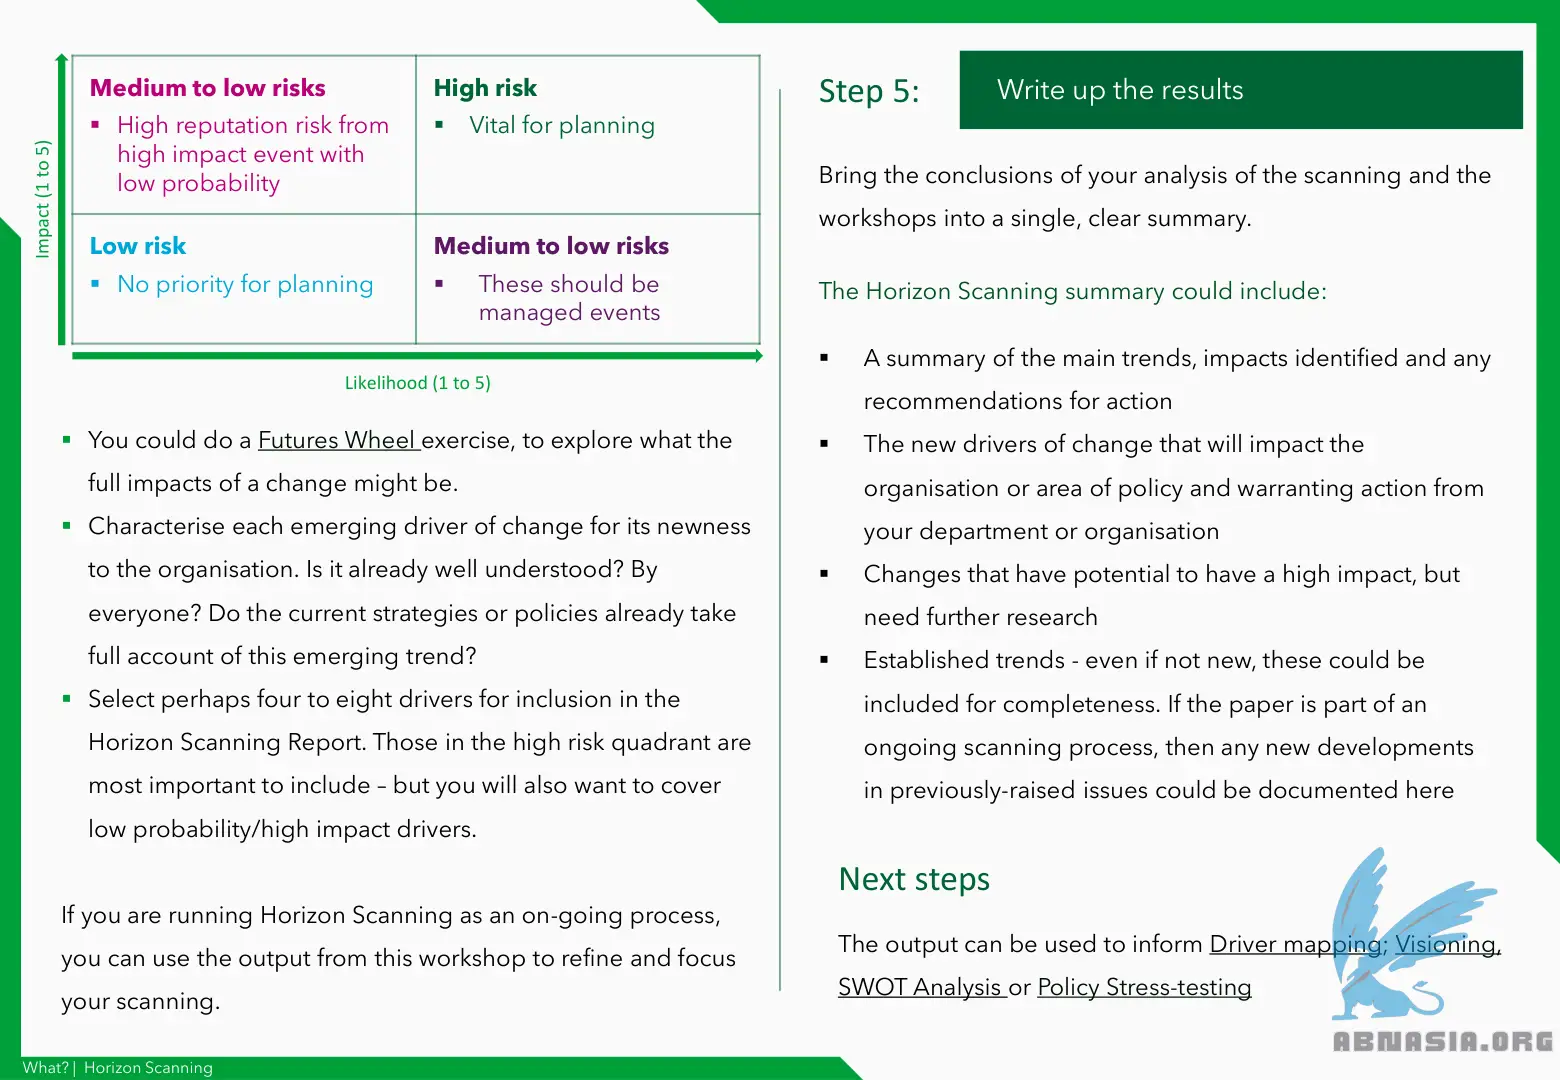 Impact (1 to 5)
Medium to low risks
▪ High reputation risk from
high impact event with
low probability
High risk
▪ Vital for planning
Low risk
▪ No priority for planning
Medium to low risks
▪ These should be
managed events
Likelihood (1 to 5)
▪ You could do a Futures Wheel exercise, to explore what the
full impacts of a change might be.
▪ Characterise each emerging driver of change for its newness
to the organisation. Is it already well understood? By
everyone? Do the current strategies or policies already take
full account of this emerging trend?
▪ Select perhaps four to eight drivers for inclusion in the
Horizon Scanning Report. Those in the high risk quadrant are
most important to include – but you will also want to cover
low probability/high impact drivers.
If you are running Horizon Scanning as an on-going process,
you can use the output from this workshop to refine and focus
your scanning.
Step 5:
Write up the results
Bring the conclusions of your analysis of the scanning and the
workshops into a single, clear summary.
The Horizon Scanning summary could include:
▪ A summary of the main trends, impacts identified and any
recommendations for action
▪ The new drivers of change that will impact the
organisation or area of policy and warranting action from
your department or organisation
▪ Changes that have potential to have a high impact, but
need further research
▪ Established trends - even if not new, these could be
included for completeness. If the paper is part of an
ongoing scanning process, then any new developments
in previously-raised issues could be documented here
Next steps
The output can be used to inform Driver mapping; Visioning,
SWOT Analysis or Policy Stress-testing
ABNASIA.ORG
What? | Horizon Scanning